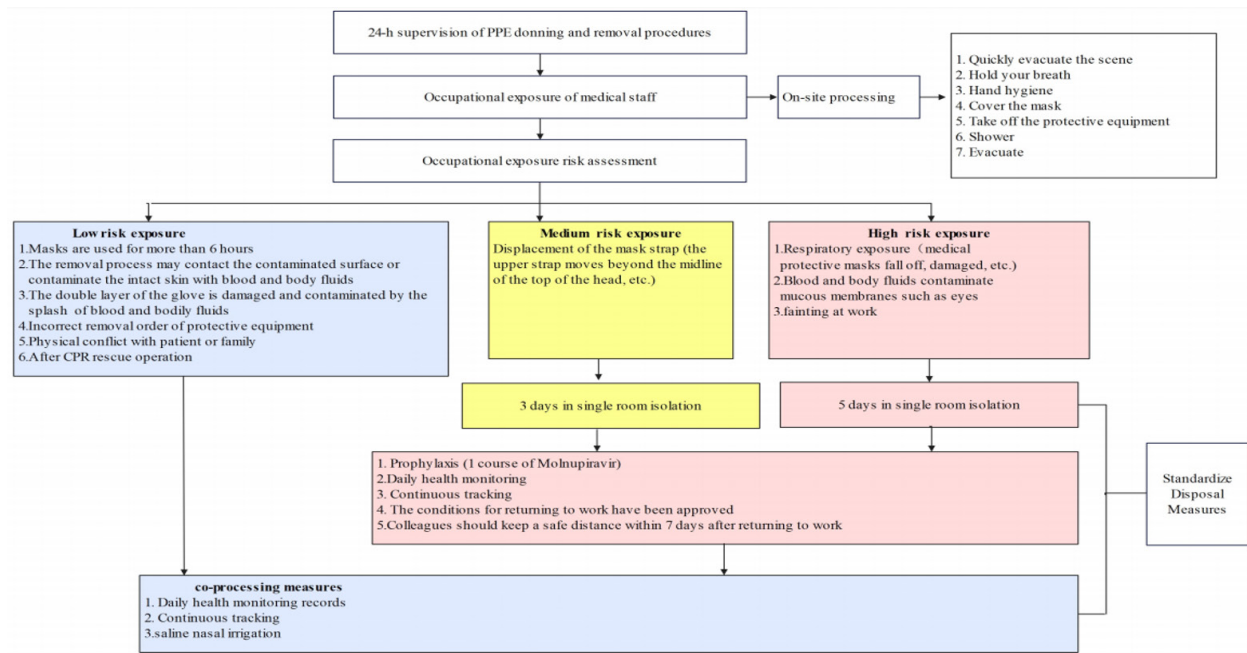 24-h supervision of PPE donning and removal procedures
Occupational exposure of medical staff
On-site processing
1. Quickly evacuate the scene
2. Hold your breath
3. Hand hygiene
4. Cover the mask
5. Take off the protective equipment
6. Shower
7. Evacuate
Occupational exposure risk assessment
Low risk exposure
1.Masks are used for more than 6 hours
2.The removal process may contact the contaminated surface or
contaminate the intact skin with blood and body fluids
3.The double layer of the glove is damaged and contaminated by the
splash of blood and bodily fluids
4.Incorrect removal order of protective equipment
5.Physical conflict with patient or family
6.After CPR rescue operation
Medium risk exposure
Displacement of the mask strap (the
upper strap moves beyond the midline
of the top of the head, etc.)
High risk exposure
1.Respiratory exposure（medical
protective masks fall off, damaged, etc.)
2.Blood and body fluids contaminate
mucous membranes such as eyes
3.fainting at work
3 days in single room isolation
5 days in single room isolation
1. Prophylaxis (1 course of Molnupiravir)
2.Daily health monitoring
3. Continuous tracking
4. The conditions for returning to work have been approved
5.Colleagues should keep a safe distance within 7 days after returning to work
Standardize
Disposal
Measures
co-processing measures
1. Daily health monitoring records
2. Continuous tracking
3.saline nasal irrigation